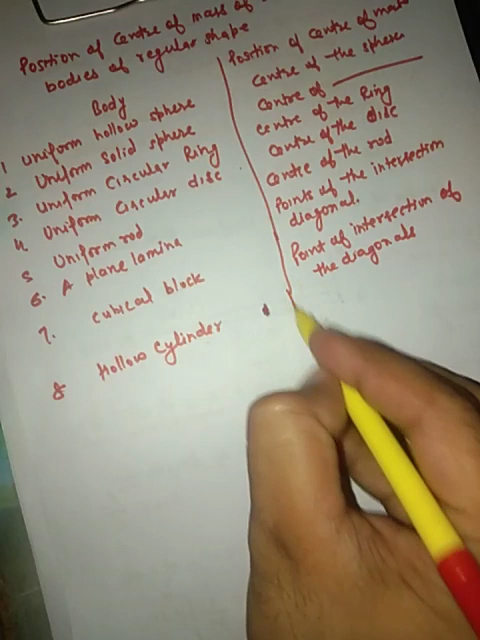 Position of Centre of mass of
bodies of regular shape
Body
Position of centre of
1 Uniform hollow sphere
Centre of the sphere
2 Uniform Solid sphere
Centre of
3. Uniform Circular Ring
centre of the Ring
4. Uniform Circular disc
Centre of the disc
5 Uniform rod
Centre of the rod
6. A plane lamina
Points of the intersection
diagonal.
7. Cubical block
Point of intersection of
the diagonals
8 Hollow Cylinder